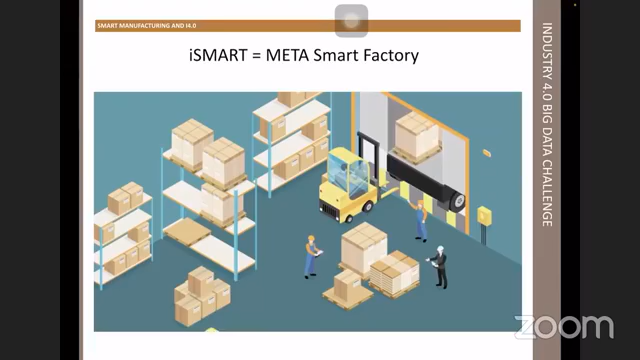 SMART MANUFACTURING AND I4.0
iSMART = META Smart Factory
INDUSTRY 4.0 BIG DATA CHALLENGE
zoom